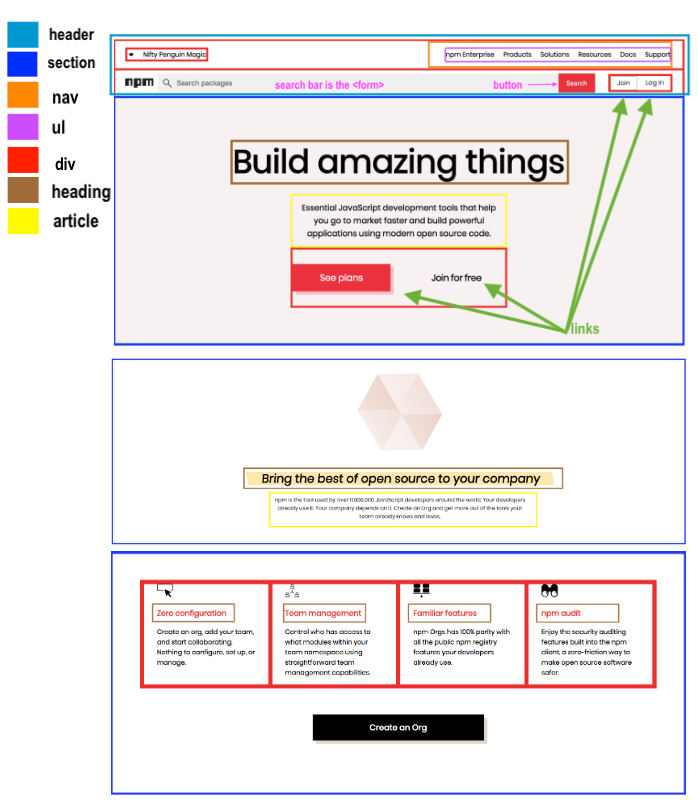 header
section
nav
ul
div
heading
article
❤ Nifty Penguin Magic
npm Enterprise Products Solutions Resources Docs Support
npm Search packages search bar is the <form> button Search Join Log In
Build amazing things
Essential JavaScript development tools that help
you go to market faster and build powerful
applications using modern open source code.
See plans Join for free
links
Bring the best of open source to your company
npm is the tool used by over 11,000,000 JavaScript developers around the world. Your developers
already use it. Your company depends on it. Create an Org and get more out of the tools your
team already knows and loves.
Zero configuration
Create an org, add your team,
and start collaborating.
Nothing to configure, set up, or
manage.
Team management
Control who has access to
what modules within your
team namespace using
straightforward team
management capabilities.
Familiar features
npm Orgs has 100% parity with
all the public npm registry
features your developers
already use.
npm audit
Enjoy the security auditing
features built into the npm
client, a zero-friction way to
make open source software
safer.
Create an Org